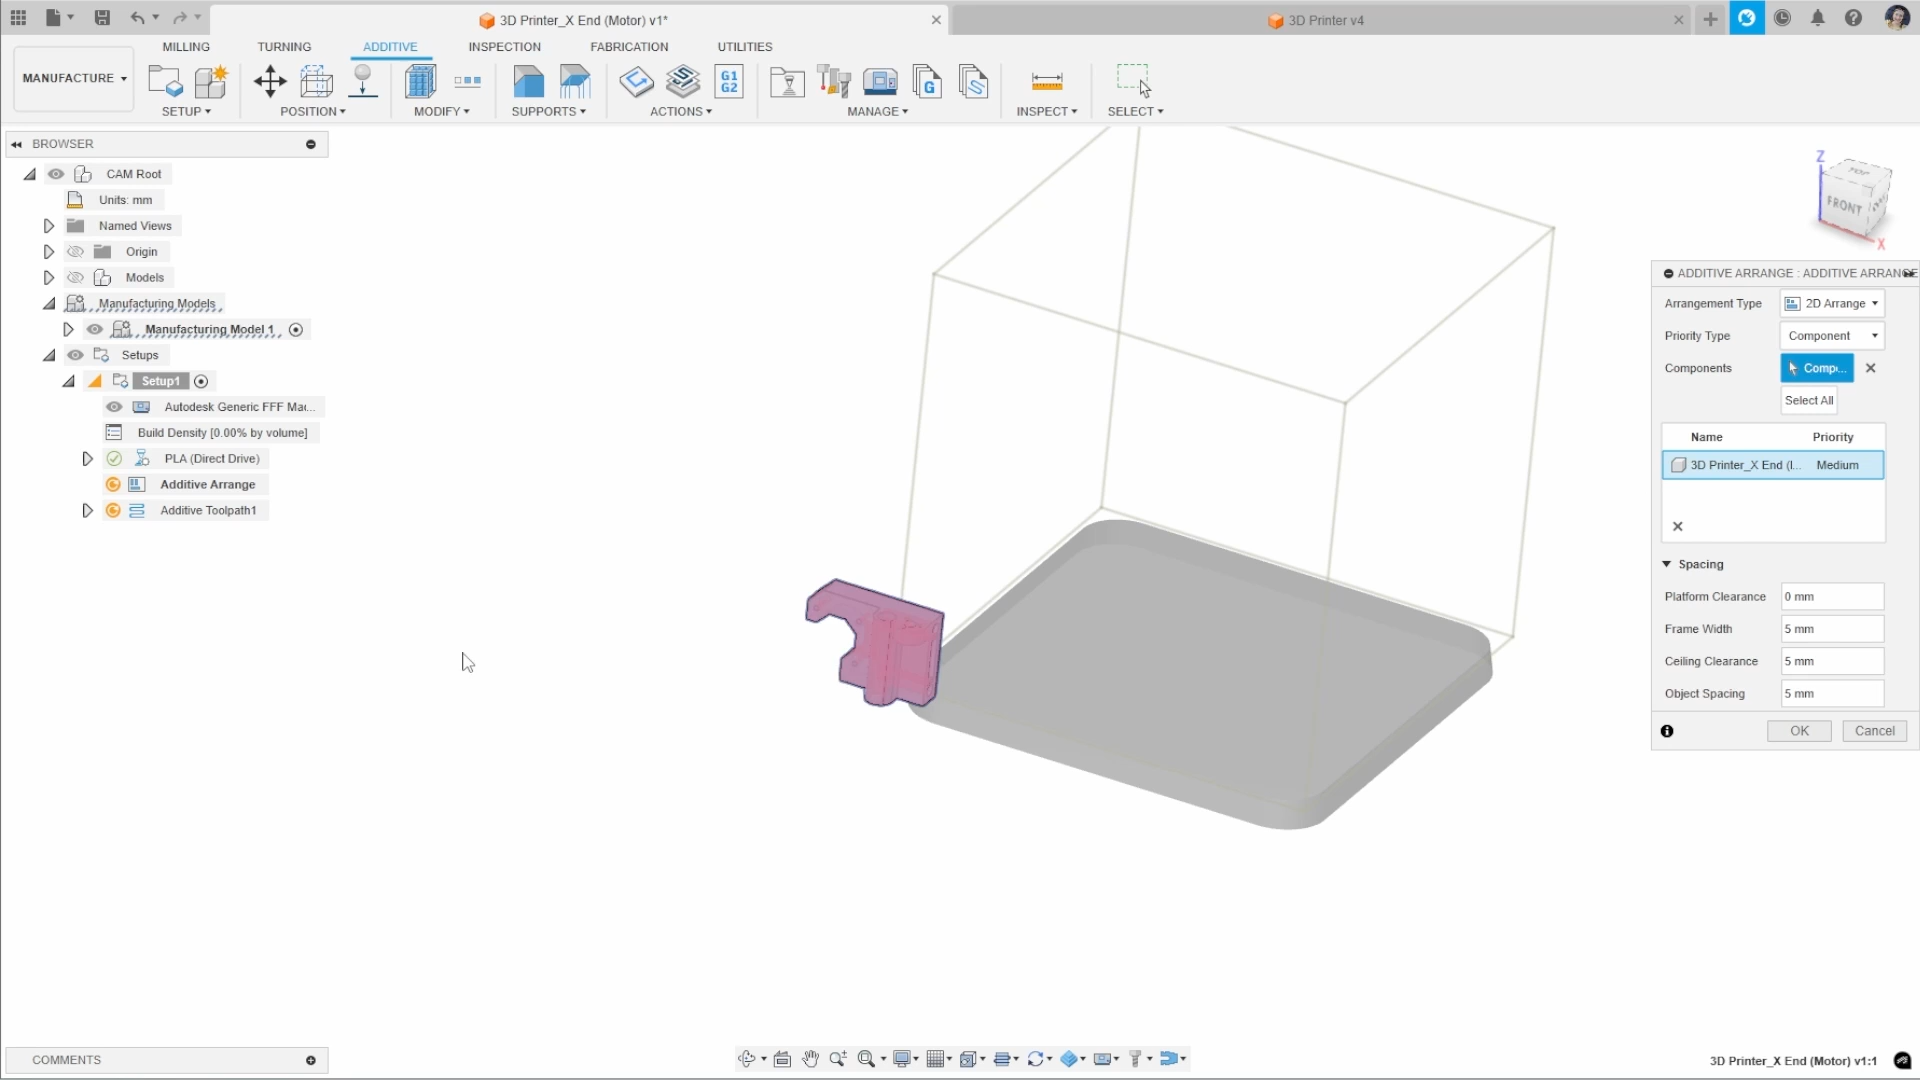 3D Printer_X End (Motor) v1*
3D Printer v4
MANUFACTURE
MILLING
TURNING
ADDITIVE
INSPECTION
FABRICATION
UTILITIES
G1
G2
G
S
SETUP
POSITION
MODIFY
SUPPORTS
ACTIONS
MANAGE
INSPECT
SELECT
BROWSER
CAM Root
Units: mm
Named Views
Origin
Models
Manufacturing Models
Manufacturing Model 1
Setups
Setup1
Autodesk Generic FFF Mac...
Build Density [0.00% by volume]
PLA (Direct Drive)
Additive Arrange
Additive Toolpath1
Z
TOP
FRONT
X
ADDITIVE ARRANGE : ADDITIVE ARRANGE
Arrangement Type
2D Arrange
Priority Type
Component
Components
Comp...
Select All
Name
Priority
3D Printer_X End (I...
Medium
Spacing
Platform Clearance
0 mm
Frame Width
5 mm
Ceiling Clearance
5 mm
Object Spacing
5 mm
OK
Cancel
COMMENTS
3D Printer_X End (Motor) v1:1